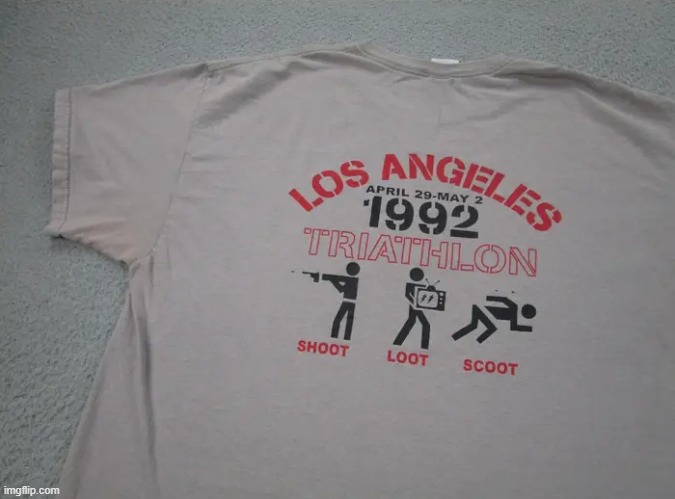 LOS ANGELES
APRIL 29-MAY 2
1992
TRIATHLON
SHOOT LOOT SCOOT
imgflip.com